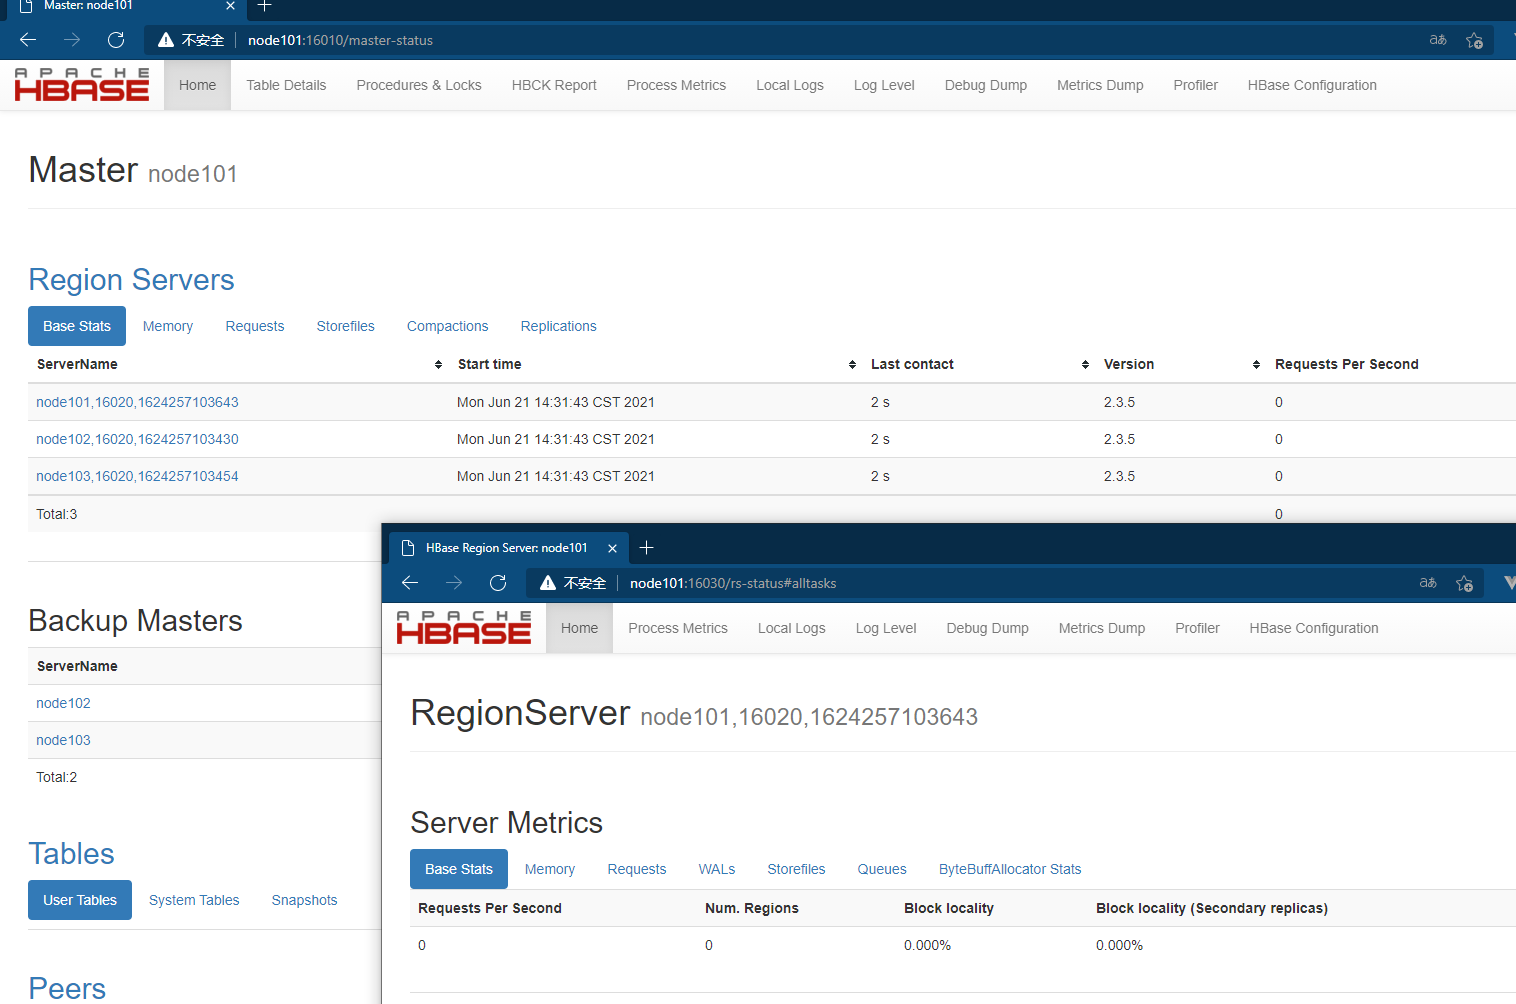 Master: node101
不安全 node101:16010/master-status aあ
APACHE HBASE Home Table Details Procedures & Locks HBCK Report Process Metrics Local Logs Log Level Debug Dump Metrics Dump Profiler HBase Configuration
Master node101
Region Servers
Base Stats Memory Requests Storefiles Compactions Replications
ServerName Start time Last contact Version Requests Per Second
node101,16020,1624257103643 Mon Jun 21 14:31:43 CST 2021 2 s 2.3.5 0
node102,16020,1624257103430 Mon Jun 21 14:31:43 CST 2021 2 s 2.3.5 0
node103,16020,1624257103454 Mon Jun 21 14:31:43 CST 2021 2 s 2.3.5 0
Total:3 0
Backup Masters
ServerName
node102
node103
Total:2
Tables
User Tables System Tables Snapshots
Peers
HBase Region Server: node101
不安全 node101:16030/rs-status#alltasks aあ
APACHE HBASE Home Process Metrics Local Logs Log Level Debug Dump Metrics Dump Profiler HBase Configuration
RegionServer node101,16020,1624257103643
Server Metrics
Base Stats Memory Requests WALs Storefiles Queues ByteBuffAllocator Stats
Requests Per Second Num. Regions Block locality Block locality (Secondary replicas)
0 0 0.000% 0.000%